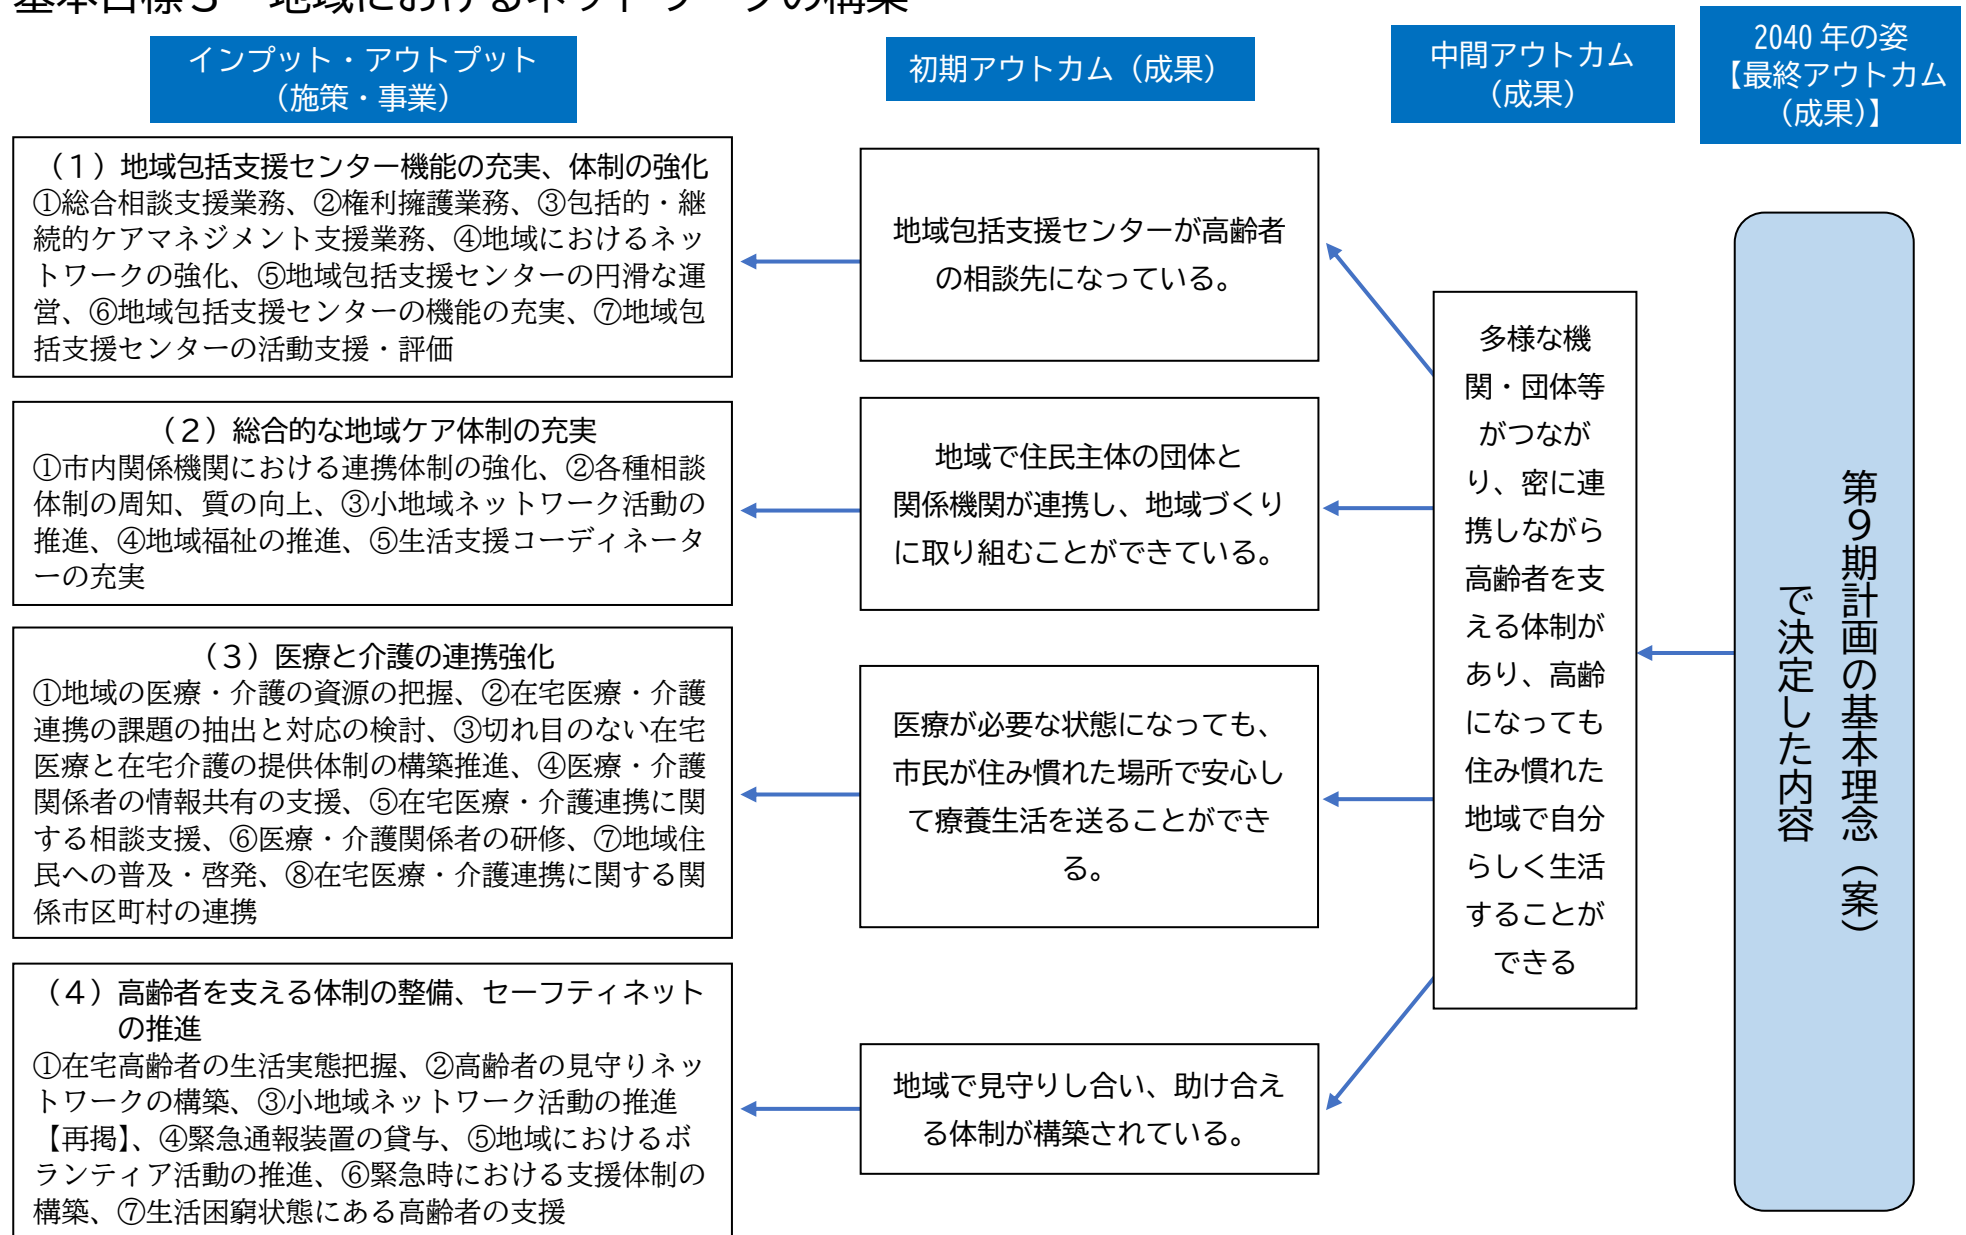 基本目標３　地域におけるネットワークの構築
インプット・アウトプット
（施策・事業）
初期アウトカム（成果）
中間アウトカム
（成果）
2040 年の姿
【最終アウトカム
（成果）】
（１）地域包括支援センター機能の充実、体制の強化
①総合相談支援業務、②権利擁護業務、③包括的・継
続的ケアマネジメント支援業務、④地域におけるネッ
トワークの強化、⑤地域包括支援センターの円滑な運
営、⑥地域包括支援センターの機能の充実、⑦地域包
括支援センターの活動支援・評価
（２）総合的な地域ケア体制の充実
①市内関係機関における連携体制の強化、②各種相談
体制の周知、質の向上、③小地域ネットワーク活動の
推進、④地域福祉の推進、⑤生活支援コーディネータ
ーの充実
（３）医療と介護の連携強化
①地域の医療・介護の資源の把握、②在宅医療・介護
連携の課題の抽出と対応の検討、③切れ目のない在宅
医療と在宅介護の提供体制の構築推進、④医療・介護
関係者の情報共有の支援、⑤在宅医療・介護連携に関
する相談支援、⑥医療・介護関係者の研修、⑦地域住
民への普及・啓発、⑧在宅医療・介護連携に関する関
係市区町村の連携
（４）高齢者を支える体制の整備、セーフティネット
の推進
①在宅高齢者の生活実態把握、②高齢者の見守りネッ
トワークの構築、③小地域ネットワーク活動の推進
【再掲】、④緊急通報装置の貸与、⑤地域におけるボ
ランティア活動の推進、⑥緊急時における支援体制の
構築、⑦生活困窮状態にある高齢者の支援
地域包括支援センターが高齢者
の相談先になっている。
地域で住民主体の団体と
関係機関が連携し、地域づくり
に取り組むことができている。
医療が必要な状態になっても、
市民が住み慣れた場所で安心し
て療養生活を送ることができ
る。
地域で見守りし合い、助け合え
る体制が構築されている。
多様な機
関・団体等
がつなが
り、密に連
携しながら
高齢者を支
える体制が
あり、高齢
になっても
住み慣れた
地域で自分
らしく生活
することが
できる
第９期計画の基本理念（案）
で決定した内容